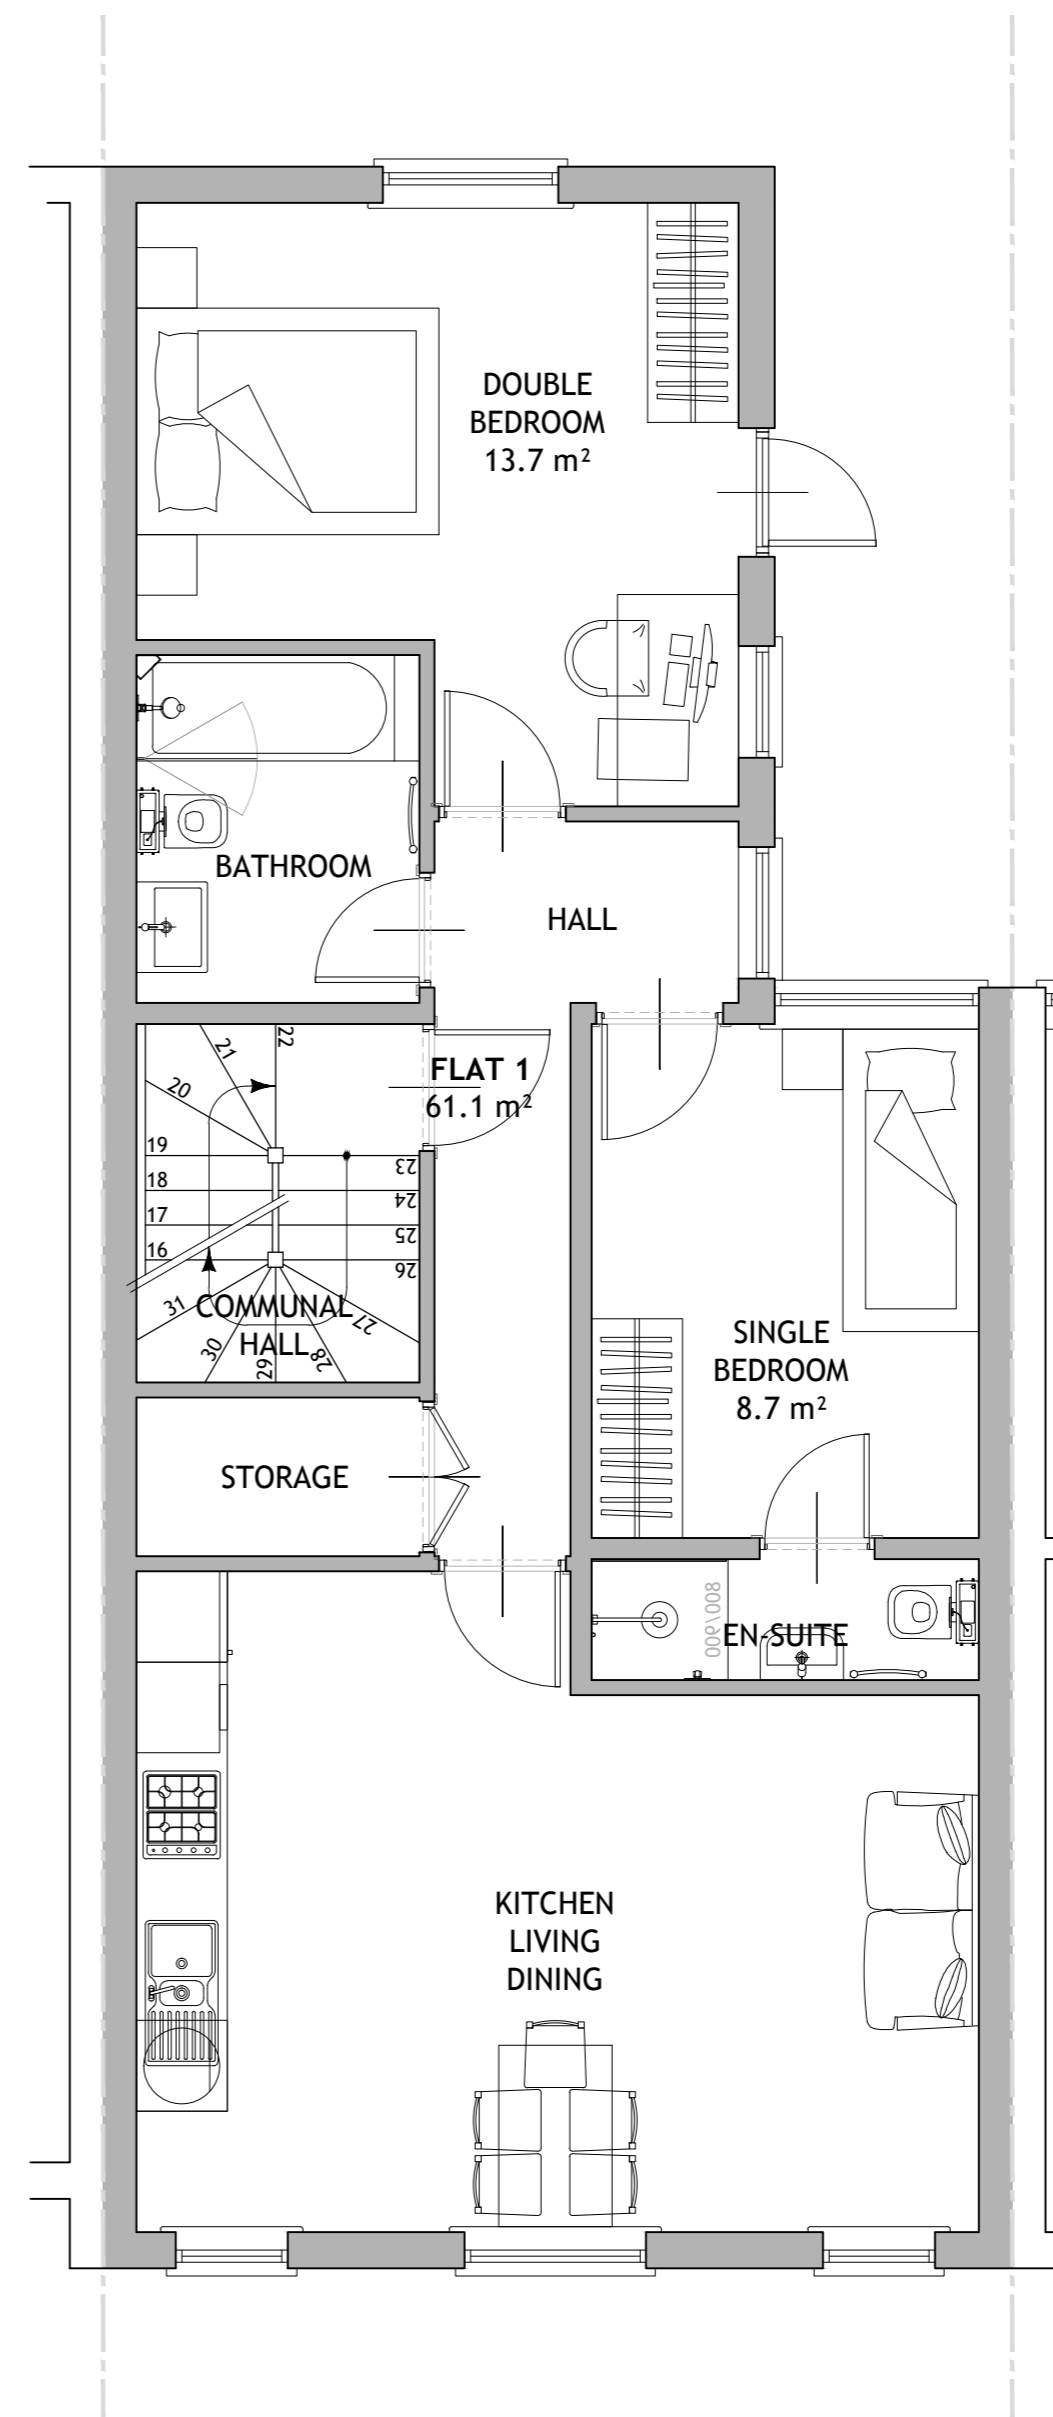 DOUBLE
BEDROOM
13.7 m²
BATHROOM
HALL
FLAT 1
61.1 m²
22
21
20
19
18
17
16
23
24
25
26
27
28
29
30
31
COMMUNAL
HALL
SINGLE
BEDROOM
8.7 m²
STORAGE
800/900
EN-SUITE
KITCHEN
LIVING
DINING